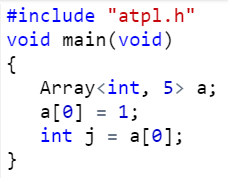 #include "atpl.h"
void main(void)
{
   Array<int, 5> a;
   a[0] = 1;
   int j = a[0];
}